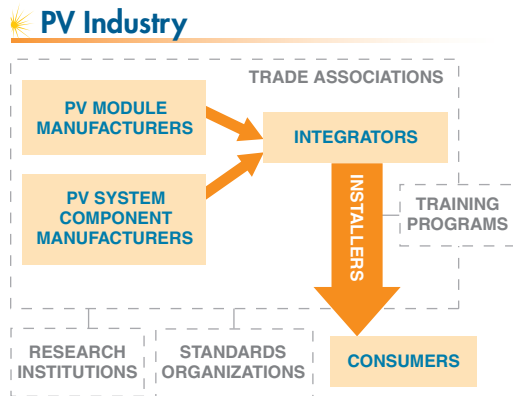 PV Industry
TRADE ASSOCIATIONS
PV MODULE
MANUFACTURERS
INTEGRATORS
PV SYSTEM
COMPONENT
MANUFACTURERS
INSTALLERS
TRAINING
PROGRAMS
RESEARCH
INSTITUTIONS
STANDARDS
ORGANIZATIONS
CONSUMERS